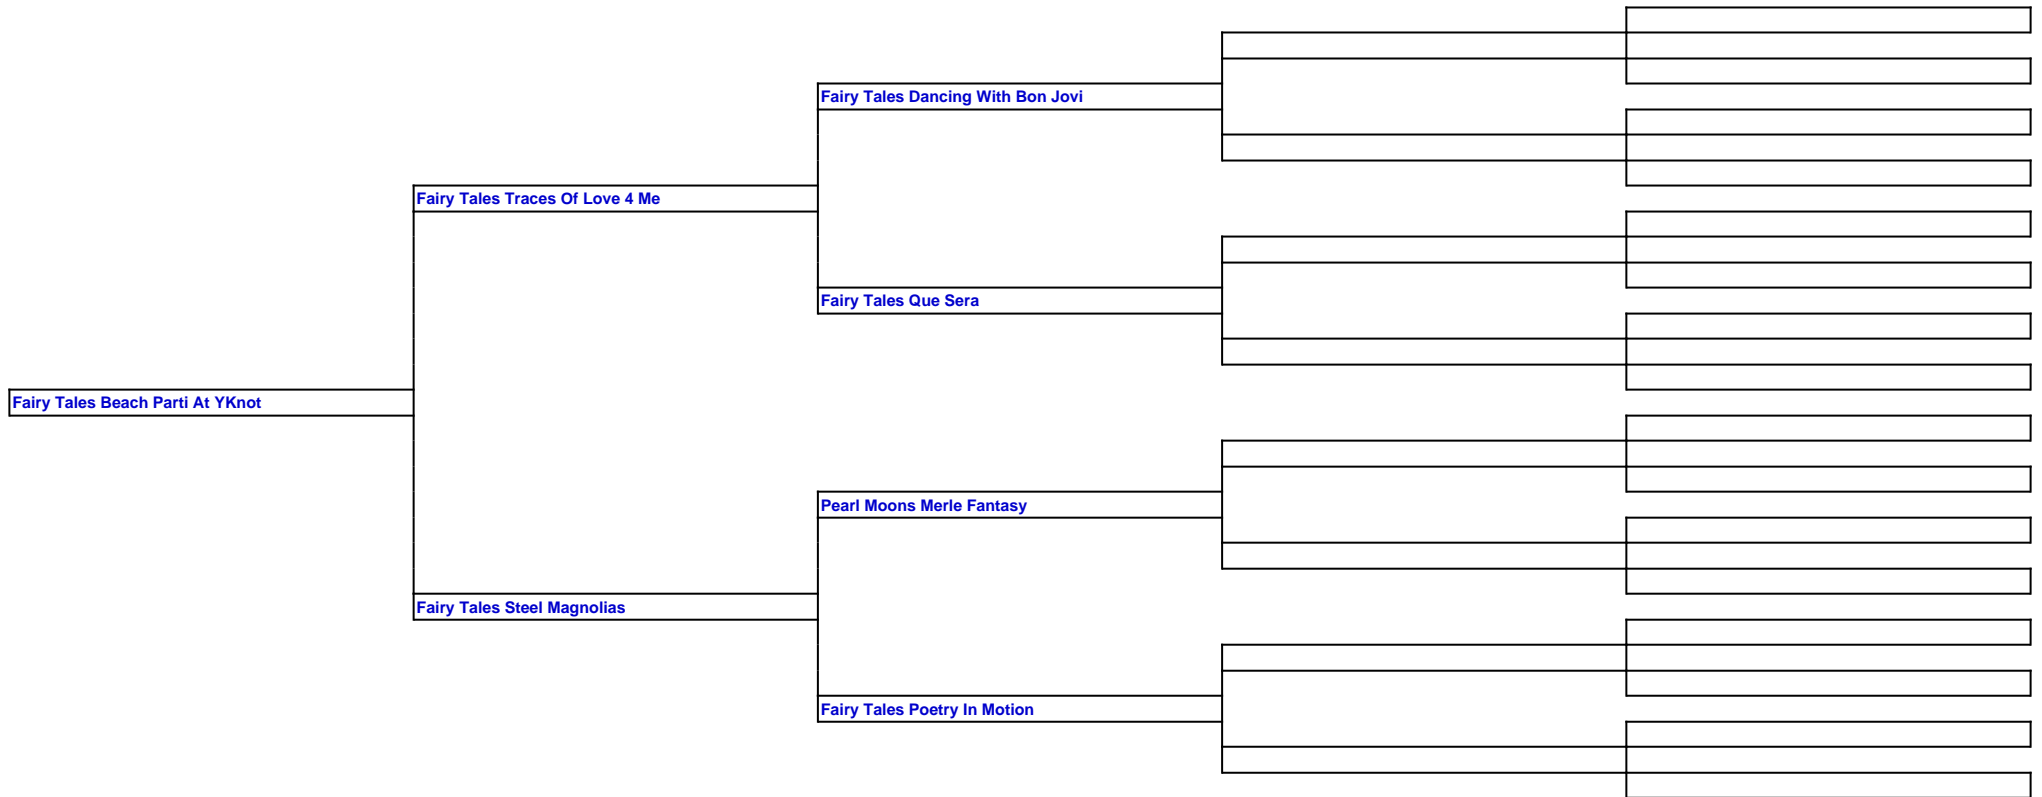 Fairy Tales Dancing With Bon Jovi
Fairy Tales Traces Of Love 4 Me
Fairy Tales Que Sera
Fairy Tales Beach Parti At YKnot
Pearl Moons Merle Fantasy
Fairy Tales Steel Magnolias
Fairy Tales Poetry In Motion